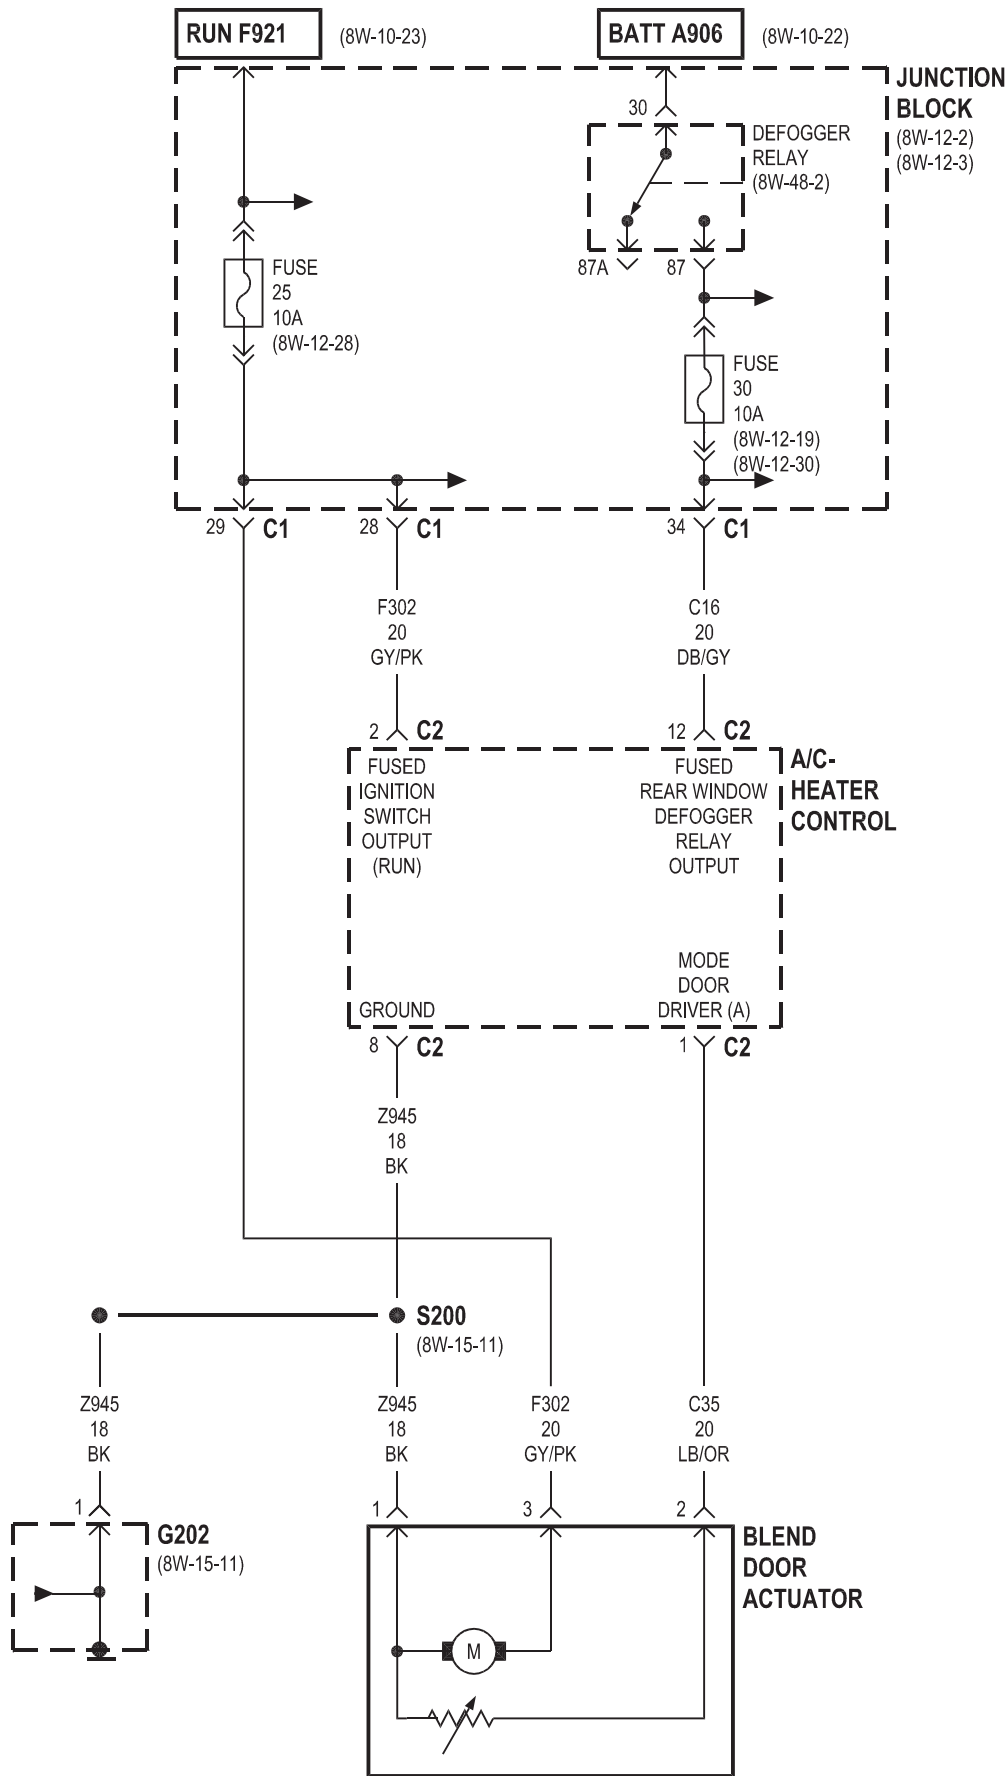 RUN F921
(8W-10-23)
BATT A906
(8W-10-22)
JUNCTION
BLOCK
(8W-12-2)
(8W-12-3)
30
DEFOGGER
RELAY
(8W-48-2)
87A
87
FUSE
25
10A
(8W-12-28)
FUSE
30
10A
(8W-12-19)
(8W-12-30)
29
C1
28
C1
34
C1
F302
20
GY/PK
C16
20
DB/GY
2
C2
12
C2
A/C-
HEATER
CONTROL
FUSED
IGNITION
SWITCH
OUTPUT
(RUN)
FUSED
REAR WINDOW
DEFOGGER
RELAY
OUTPUT
GROUND
MODE
DOOR
DRIVER (A)
8
C2
1
C2
Z945
18
BK
S200
(8W-15-11)
Z945
18
BK
Z945
18
BK
F302
20
GY/PK
C35
20
LB/OR
1
1
3
2
G202
(8W-15-11)
BLEND
DOOR
ACTUATOR
M